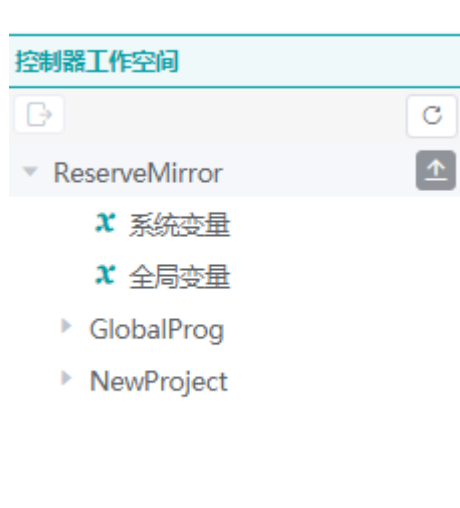 控制器工作空间
ReserveMirror
系统变量
全局变量
GlobalProg
NewProject